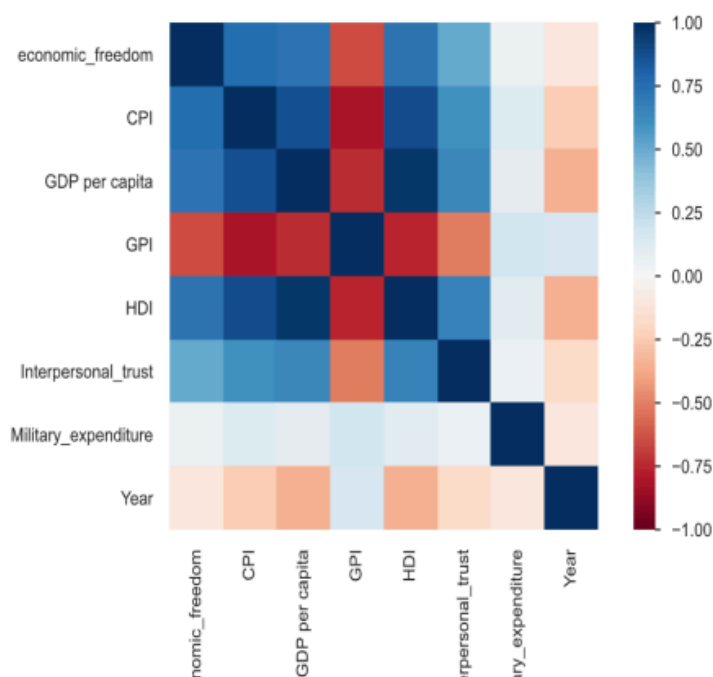 economic_freedom
CPI
GDP per capita
GPI
HDI
Interpersonal_trust
Military_expenditure
Year
1.00
0.75
0.50
0.25
0.00
−0.25
−0.50
−0.75
−1.00
nomic_freedom
CPI
GDP per capita
GPI
HDI
erpersonal_trust
ary_expenditure
Year